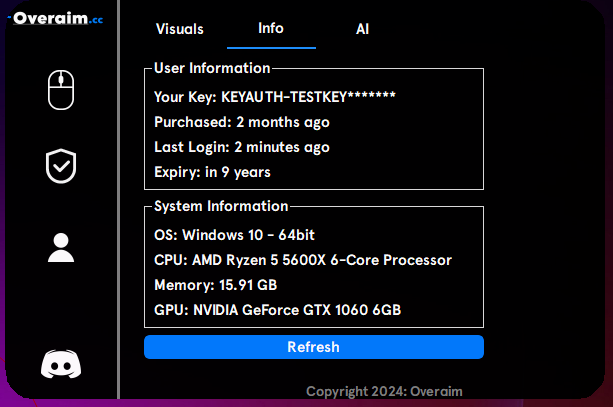 Overaim.cc
Visuals Info AI
User Information
Your Key: KEYAUTH-TESTKEY*******
Purchased: 2 months ago
Last Login: 2 minutes ago
Expiry: in 9 years
System Information
OS: Windows 10 - 64bit
CPU: AMD Ryzen 5 5600X 6-Core Processor
Memory: 15.91 GB
GPU: NVIDIA GeForce GTX 1060 6GB
Refresh
Copyright 2024: Overaim